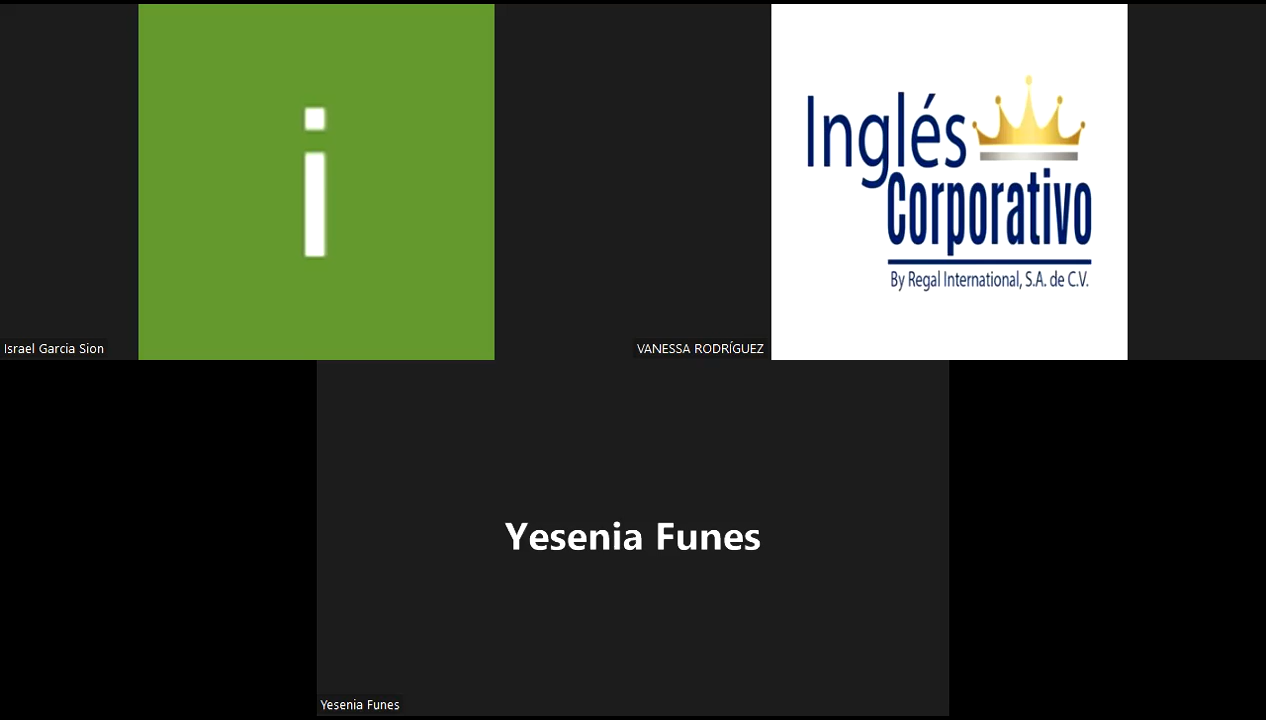 i
Inglés
Corporativo
By Regal International, S.A. de C.V.
Israel Garcia Sion
VANESSA RODRÍGUEZ
Yesenia Funes
Yesenia Funes